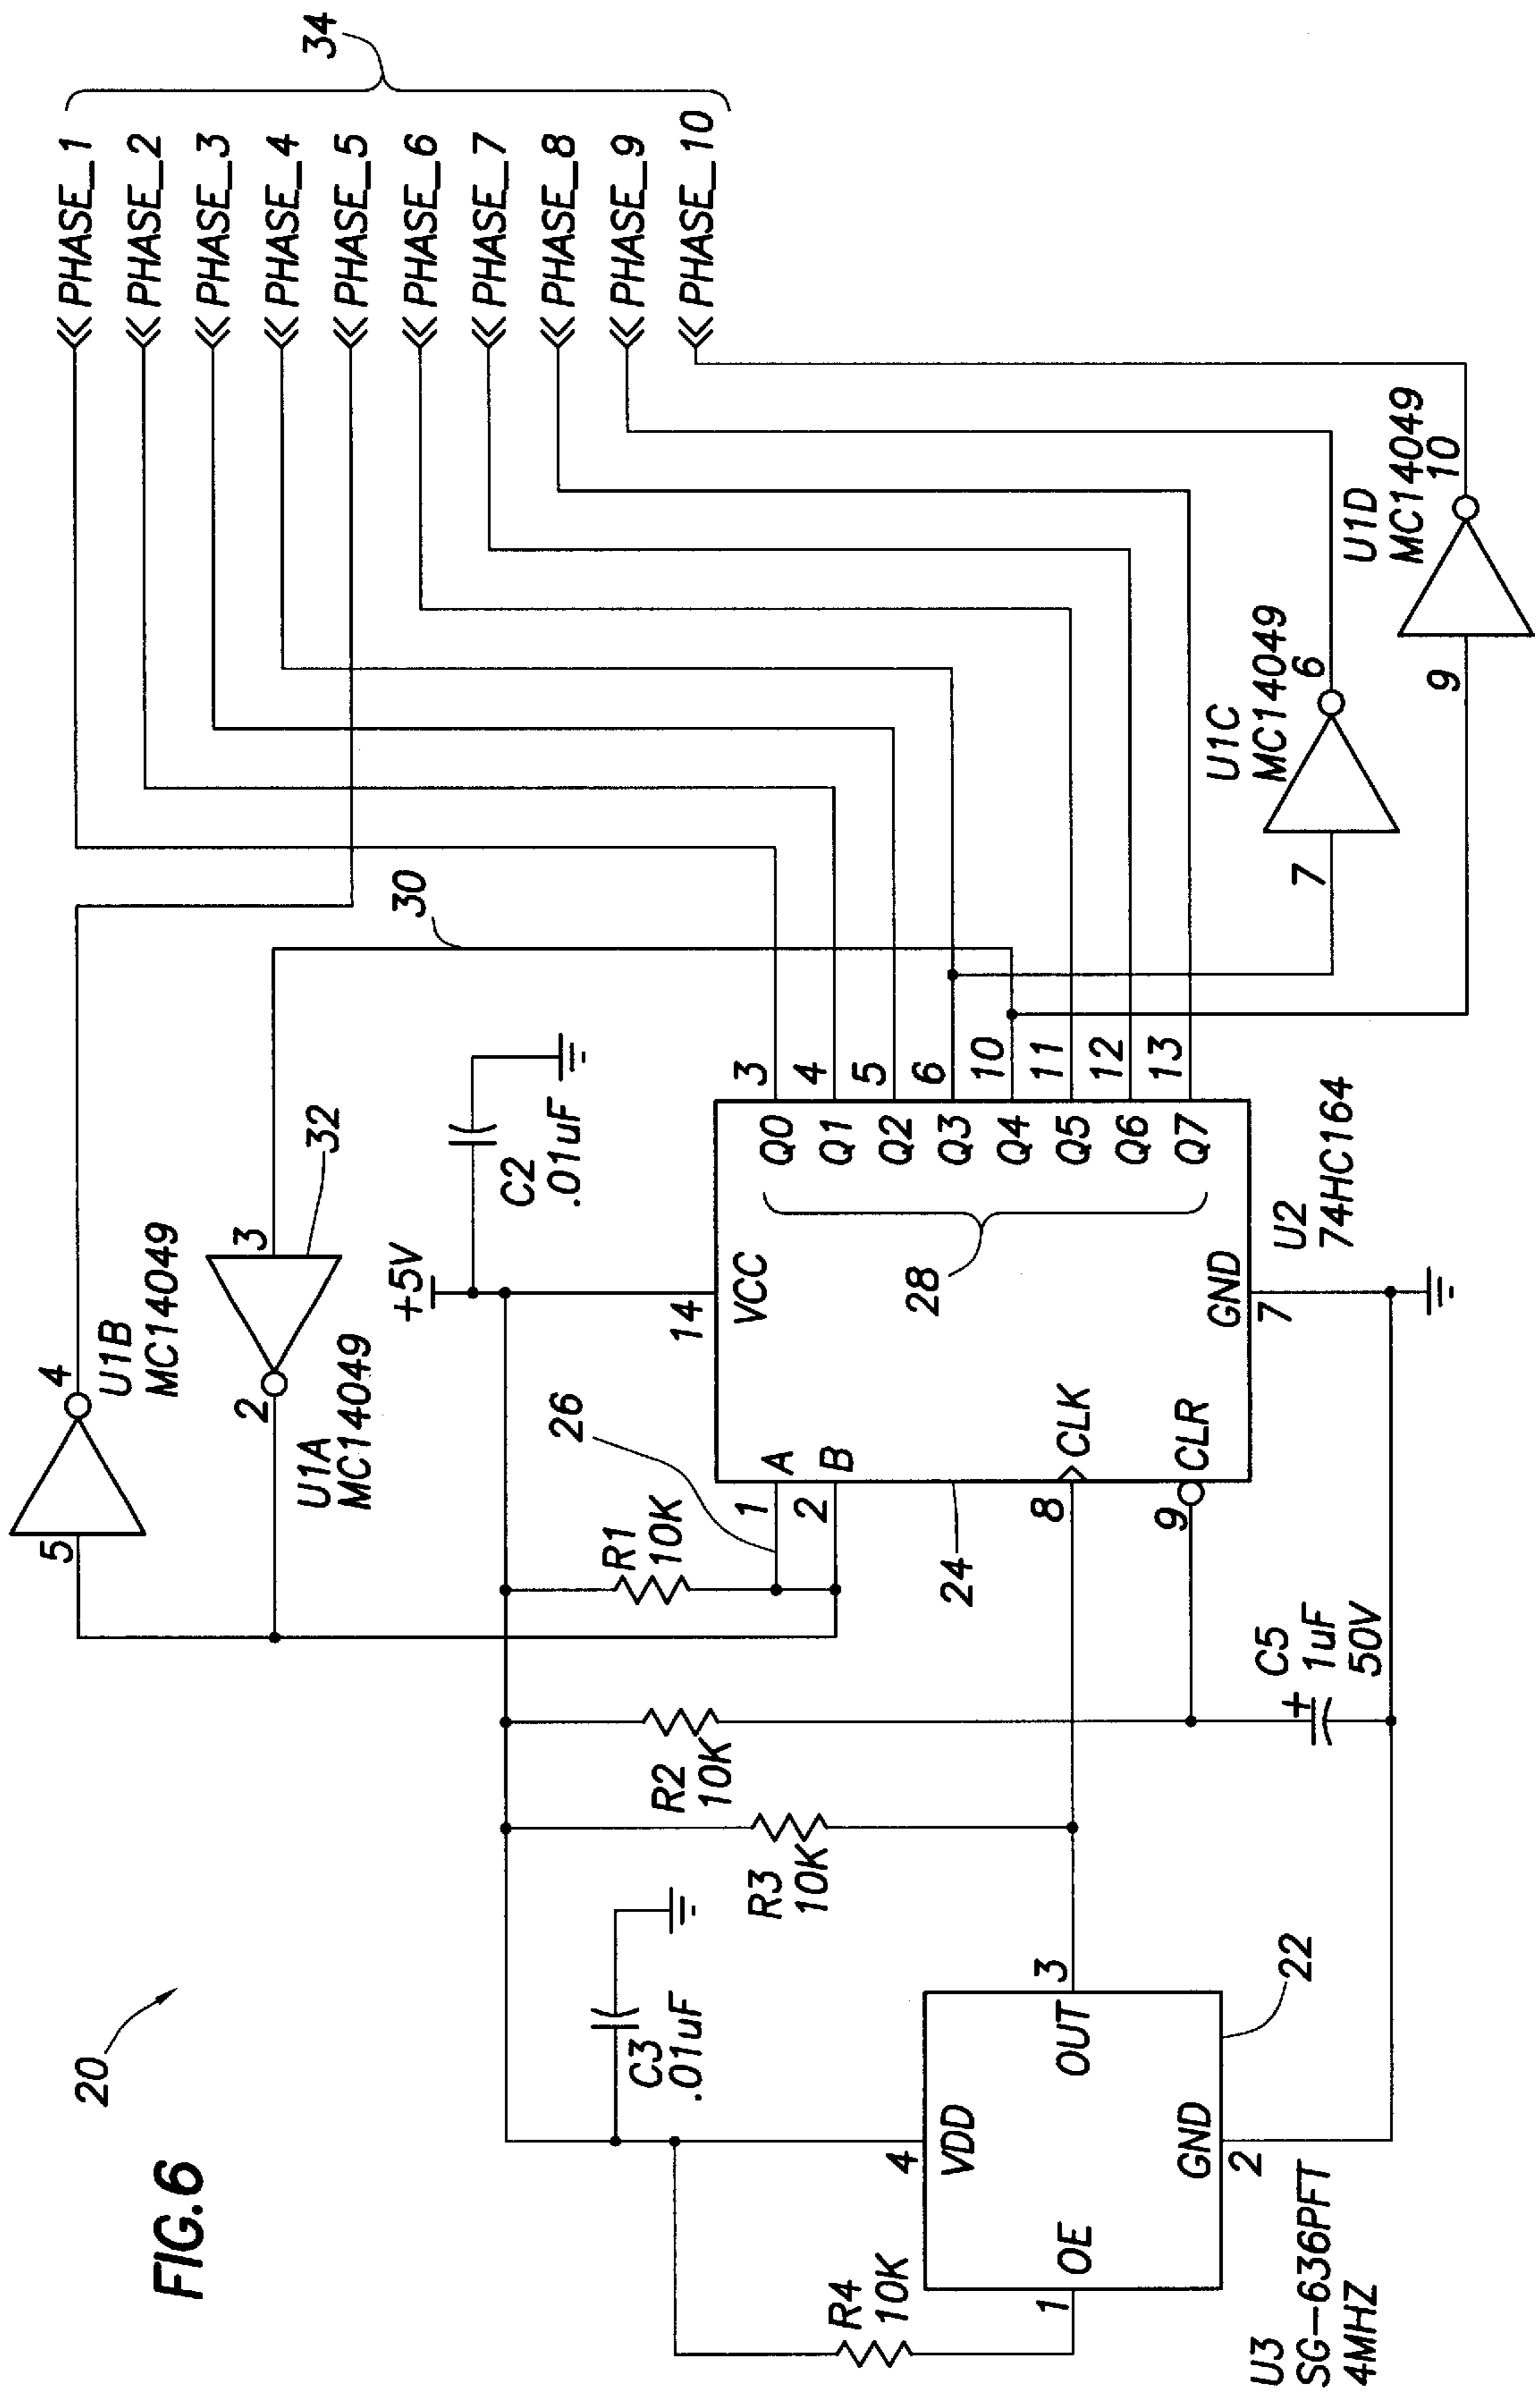 FIG.6
20
34
PHASE_1
PHASE_2
PHASE_3
PHASE_4
PHASE_5
PHASE_6
PHASE_7
PHASE_8
PHASE_9
PHASE_10
5
4
U1B
MC14049
3
2
U1A
MC14049
32
30
+5V
C2
.01uF
R1
10K
26
R2
10K
R3
10K
C3
.01uF
R4
10K
1
OE
4
VDD
OUT
3
GND
2
22
U3
SG-636PFT
4MHZ
C5
+
1uF
50V
24
1
A
2
B
8
CLK
9
CLR
14
VCC
28
GND
7
Q0
3
Q1
4
Q2
5
Q3
6
Q4
10
Q5
11
Q6
12
Q7
13
U2
74HC164
7
U1C
MC14049
6
9
U1D
MC14049
10